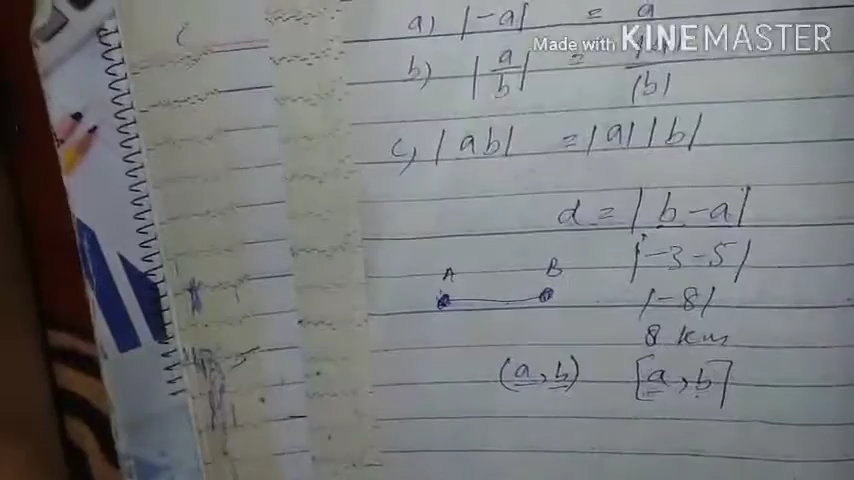 a) |-a| = a
Made with KINEMASTER
b) |a/b| = |a|/|b|
c) |ab| = |a| |b|
d = |b-a|
|-3-5|
A B
|-8|
8 km
(a, b) [a, b]